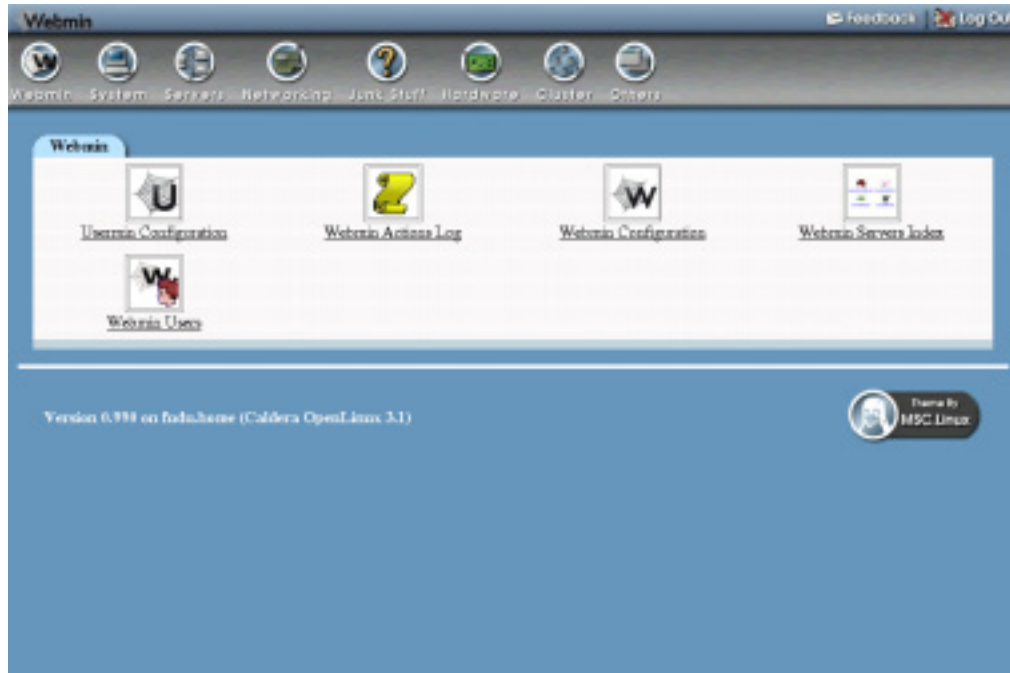 Webmin
Feedback Log Ou
Webmin System Servers Networking Junk Stuff Hardware Cluster Others
Webmin
Usermin Configuration Webmin Actions Log Webmin Configuration Webmin Servers Index
Webmin Users
Version 0.990 on fudu.home (Caldera OpenLinux 3.1)
Theme By
MSC.Linux